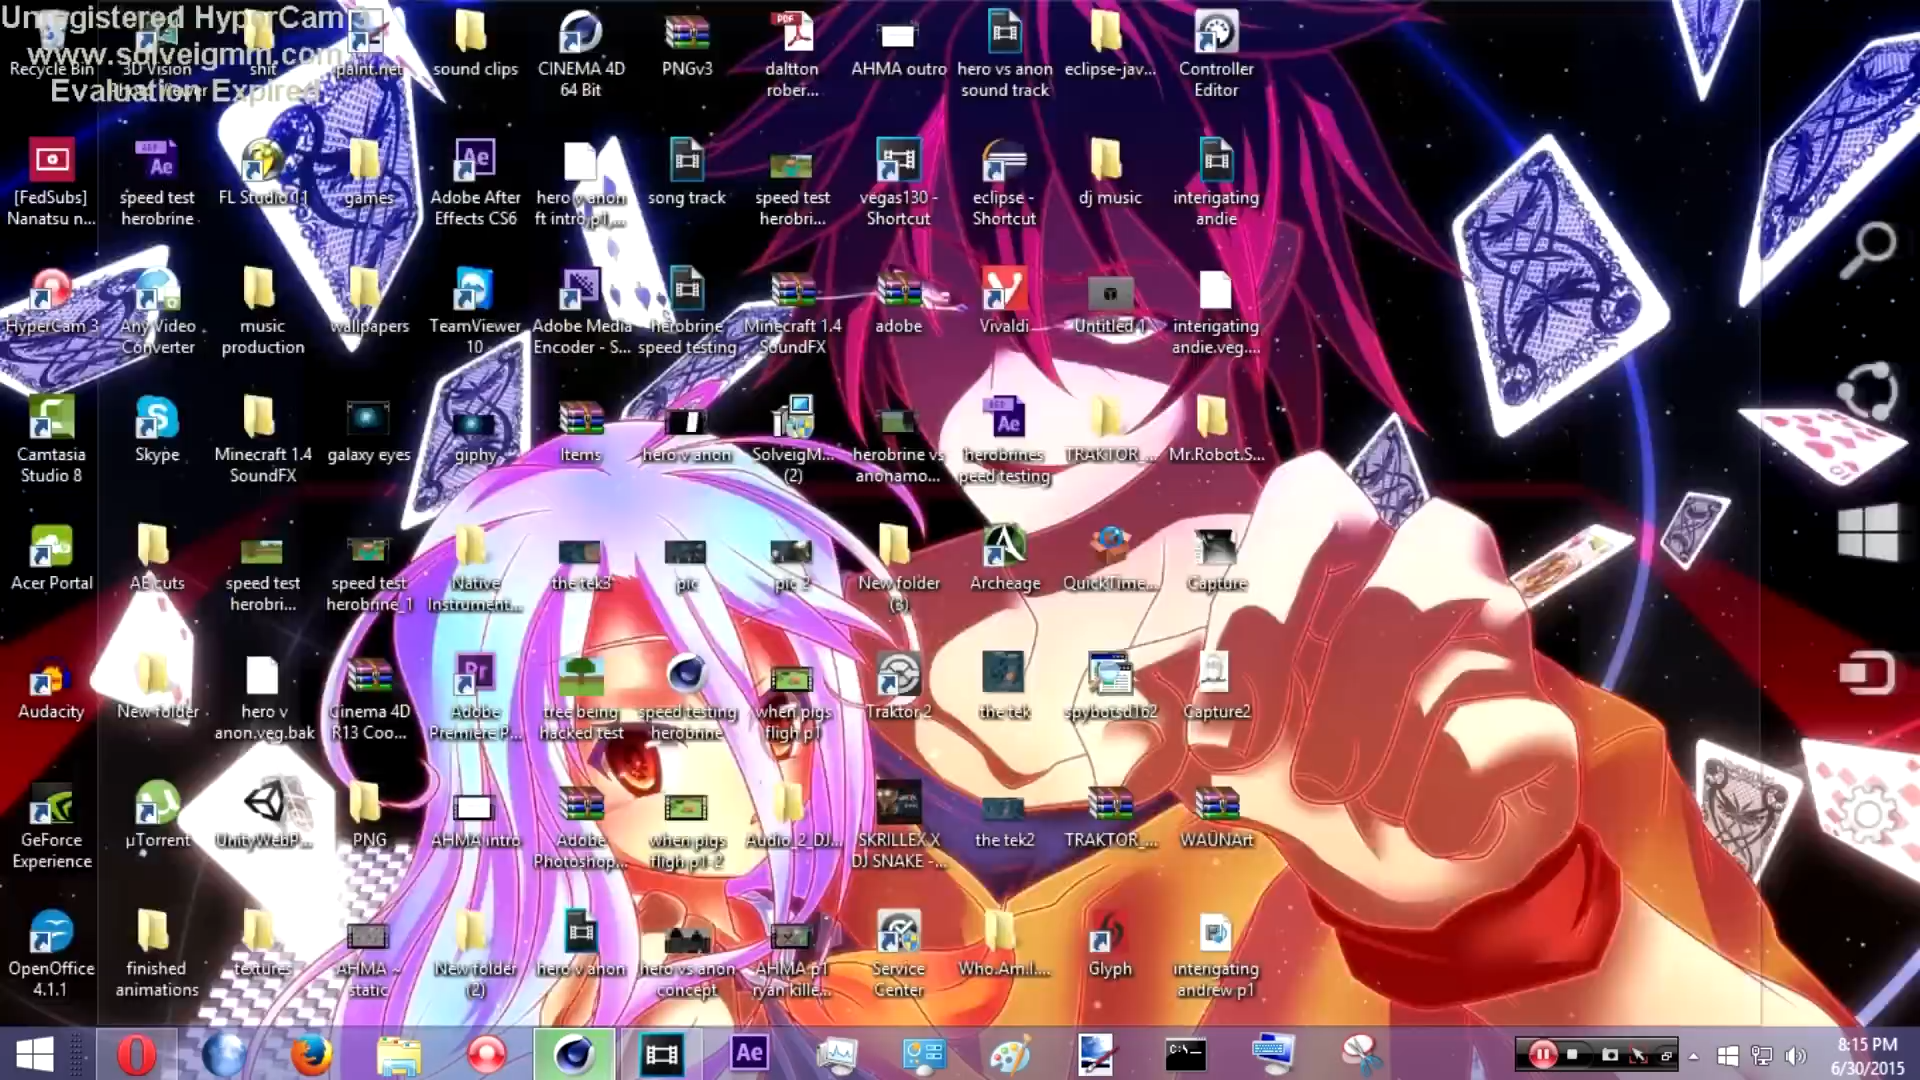 Unregistered HyperCam 3
www.solveigmm.com
Evaluation Expired
Recycle Bin
3D Vision
shit
paint.net
sound clips
CINEMA 4D
64 Bit
PNGv3
daltton
rober...
AHMA outro
hero vs anon
sound track
eclipse-jav...
Controller
Editor
[FedSubs]
Nanatsu n...
speed test
herobrine
FL Studio 11
games
Adobe After
Effects CS6
hero v anon
ft intro,p1,...
song track
speed test
herobri...
vegas130 -
Shortcut
eclipse -
Shortcut
dj music
interigating
andie
HyperCam 3
Any Video
Converter
music
production
wallpapers
TeamViewer
10
Adobe Media
Encoder - S...
herobrine
speed testing
Minecraft 1.4
SoundFX
adobe
Vivaldi
Untitled 1
interigating
andie.veg....
Camtasia
Studio 8
Skype
Minecraft 1.4
SoundFX
galaxy eyes
giphy
Items
hero v anon
SolveigM...
(2)
herobrine vs
anonamo...
herobrines
peed testing
TRAKTOR_...
Mr.Robot.S...
Acer Portal
AE cuts
speed test
herobri...
speed test
herobrine_1
Native
Instrument...
the tek3
pic
pic 2
New folder
(3)
Archeage
QuickTime...
Capture
Audacity
New folder
hero v
anon.veg.bak
Cinema 4D
R13 Coo...
Adobe
Premiere P...
tree being
hacked test
speed testing
herobrine
when pigs
fligh p1
Traktor 2
the tek
spybotsd162
Capture2
GeForce
Experience
µTorrent
UnityWebP...
PNG
AHMA intro
Adobe
Photoshop...
when pigs
fligh p1 2
Audio_2_DJ...
SKRILLEX X
DJ SNAKE -...
the tek2
TRAKTOR_...
WAUNArt
OpenOffice
4.1.1
finished
animations
textures
AHMA ~
static
New folder
(2)
hero v anon
hero vs anon
concept
AHMA p1
ryan kille...
Service
Center
Who.Am.I....
Glyph
interigating
andrew p1
8:15 PM
6/30/2015